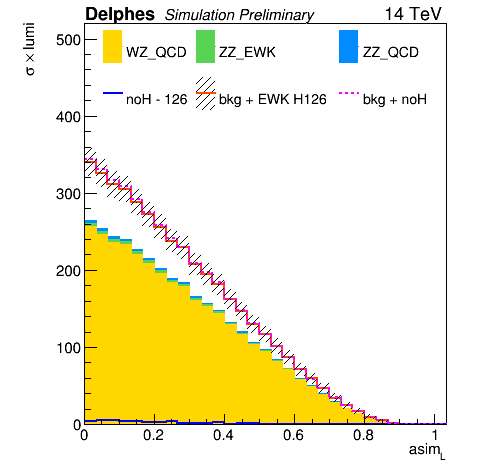 Delphes Simulation Preliminary 14 TeV
σ × lumi
500
WZ_QCD ZZ_EWK ZZ_QCD
noH - 126 bkg + EWK H126 bkg + noH
400
300
200
100
0
0 0.2 0.4 0.6 0.8 1
asim_L